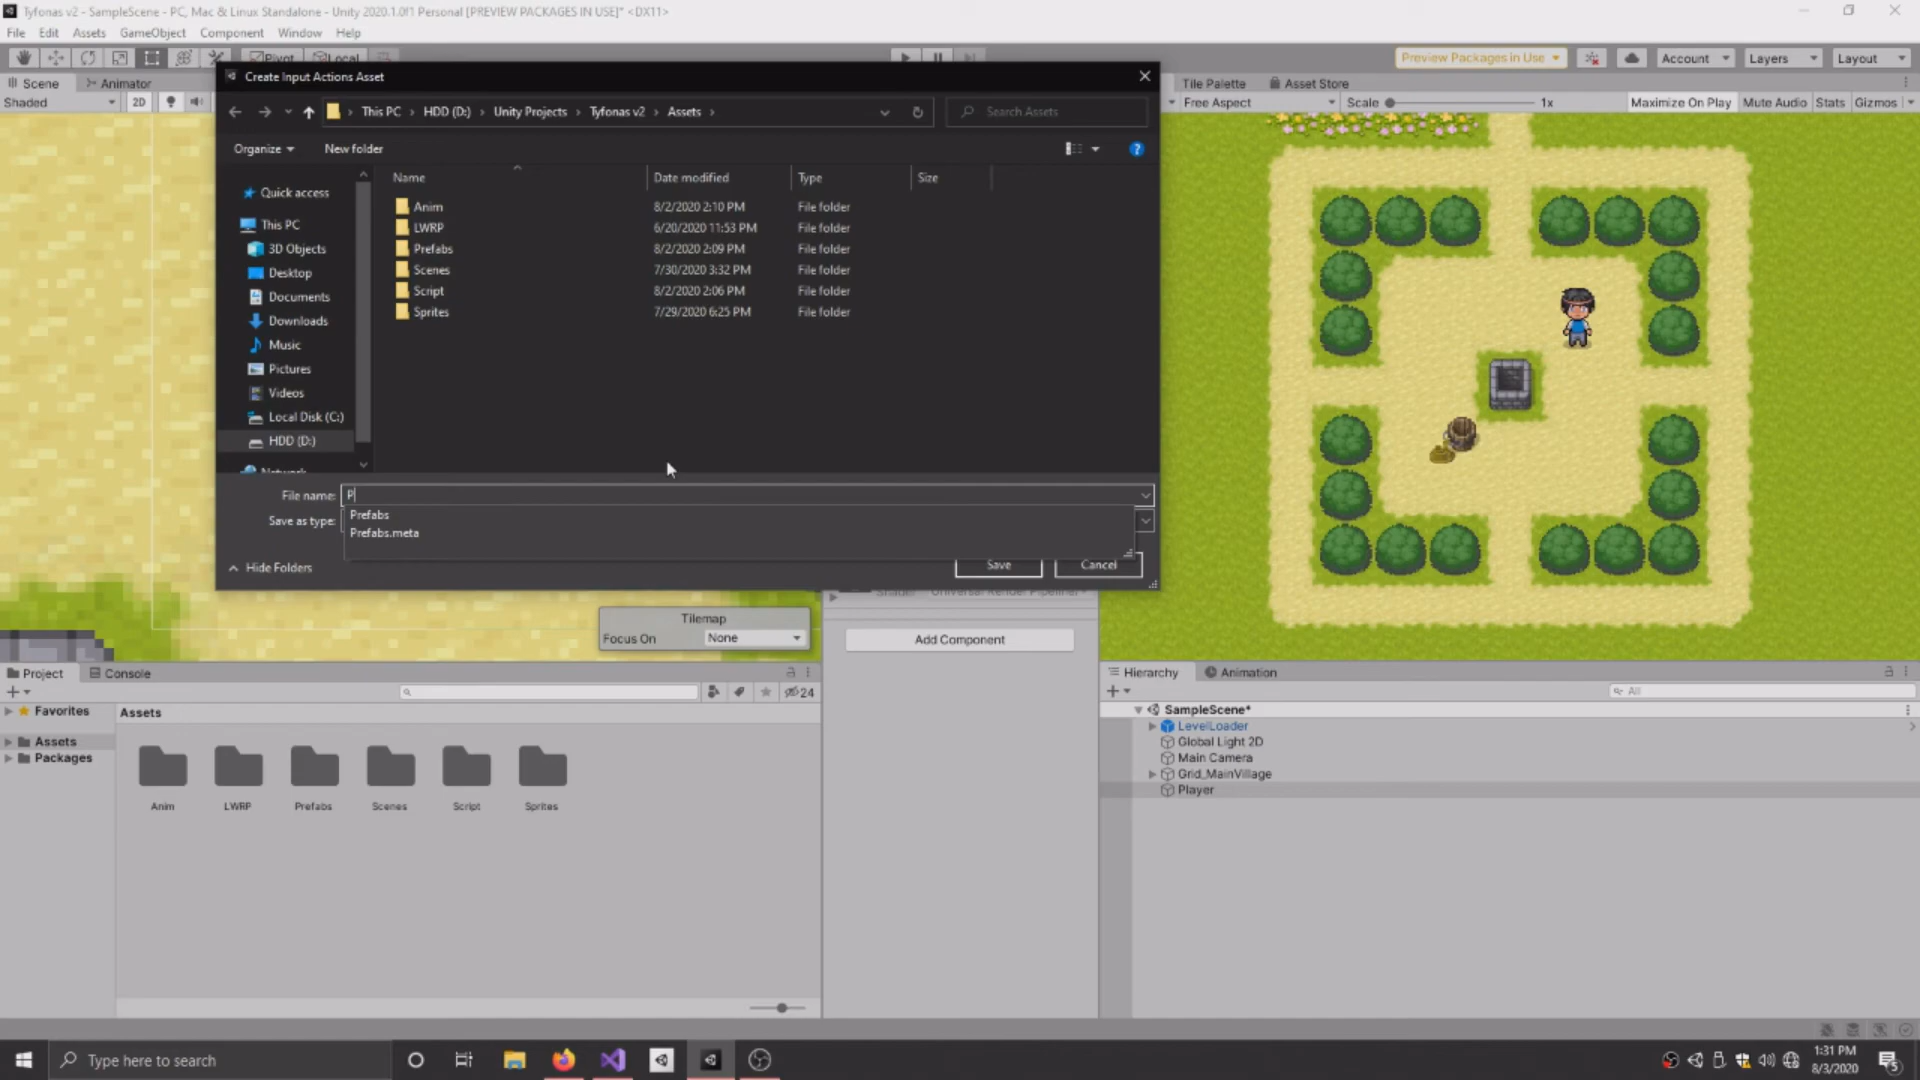 Tyfonas v2 - SampleScene - PC, Mac & Linux Standalone - Unity 2020.1.0f1 Personal [PREVIEW PACKAGES IN USE]* <DX11>
File Edit Assets GameObject Component Window Help
Pivot Local
Preview Packages in Use
Account
Layers
Layout
Scene
Animator
Shaded
2D
Create Input Actions Asset
This PC
HDD (D:)
Unity Projects
Tyfonas v2
Assets
Search Assets
Organize
New folder
Name
Date modified
Type
Size
Quick access
This PC
3D Objects
Desktop
Documents
Downloads
Music
Pictures
Videos
Local Disk (C:)
HDD (D:)
Network
Anim 8/2/2020 2:10 PM File folder
LWRP 6/20/2020 11:53 PM File folder
Prefabs 8/2/2020 2:09 PM File folder
Scenes 7/30/2020 3:32 PM File folder
Script 8/2/2020 2:06 PM File folder
Sprites 7/29/2020 6:25 PM File folder
File name: P
Save as type:
Prefabs
Prefabs.meta
Hide Folders
Save
Cancel
Tile Palette
Asset Store
Free Aspect
Scale
1x
Maximize On Play
Mute Audio
Stats
Gizmos
Shader Universal Render Pipeline
Tilemap
Focus On None
Add Component
Project
Console
24
Favorites
Assets
Packages
Assets
Anim
LWRP
Prefabs
Scenes
Script
Sprites
Hierarchy
Animation
All
SampleScene*
LevelLoader
Global Light 2D
Main Camera
Grid_MainVillage
Player
Type here to search
1:31 PM
8/3/2020
5